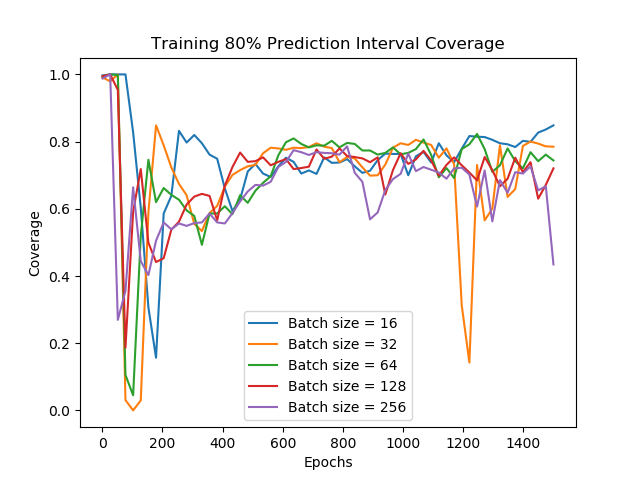 Training 80% Prediction Interval Coverage
1.0
0.8
0.6
0.4
0.2
0.0
Coverage
Batch size = 16
Batch size = 32
Batch size = 64
Batch size = 128
Batch size = 256
0 200 400 600 800 1000 1200 1400
Epochs